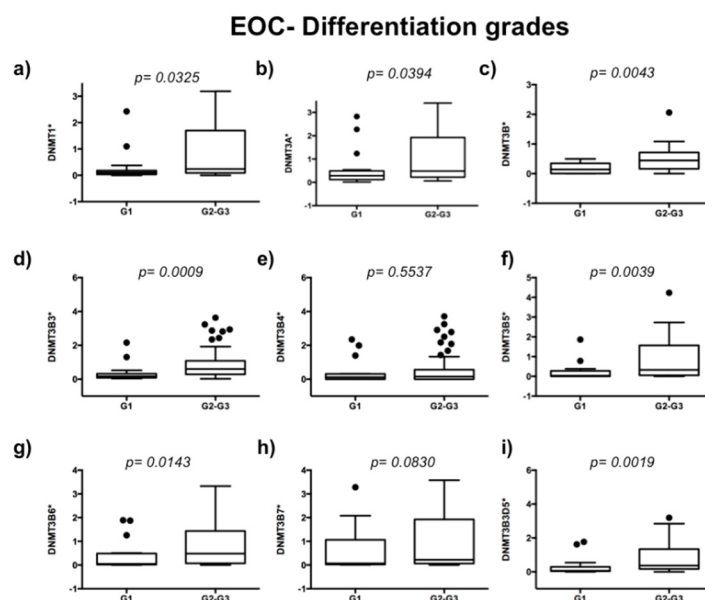 EOC- Differentiation grades
a)
p= 0.0325
DNMT1*
3
2
1
0
-1
G1
G2-G3
b)
p= 0.0394
DNMT3A*
3
2
1
0
-1
G1
G2-G3
c)
p= 0.0043
DNMT3B*
3
2
1
0
-1
G1
G2-G3
d)
p= 0.0009
DNMT3B3*
6
4
2
0
G1
G2-G3
e)
p= 0.5537
DNMT3B4*
6
4
2
0
G1
G2-G3
f)
p= 0.0039
DNMT3B5*
5
4
3
2
1
0
-1
G1
G2-G3
g)
p= 0.0143
DNMT3B6*
4
3
2
1
0
-1
G1
G2-G3
h)
p= 0.0830
DNMT3B7*
4
3
2
1
0
-1
G1
G2-G3
i)
p= 0.0019
DNMT3B3D5*
6
4
2
0
G1
G2-G3